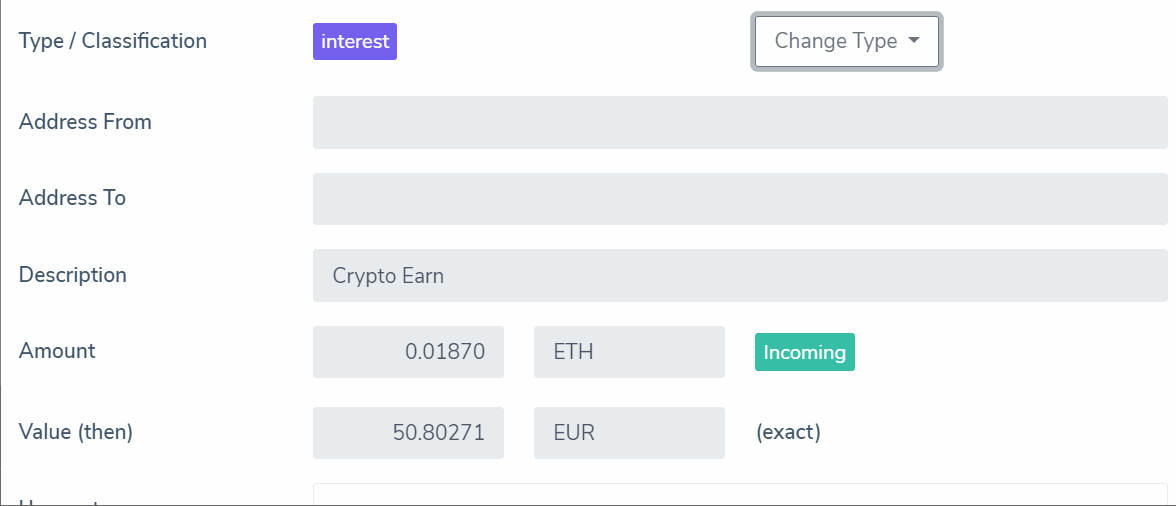 Type / Classification interest Change Type
Address From
Address To
Description Crypto Earn
Amount 0.01870 ETH Incoming
Value (then) 50.80271 EUR (exact)